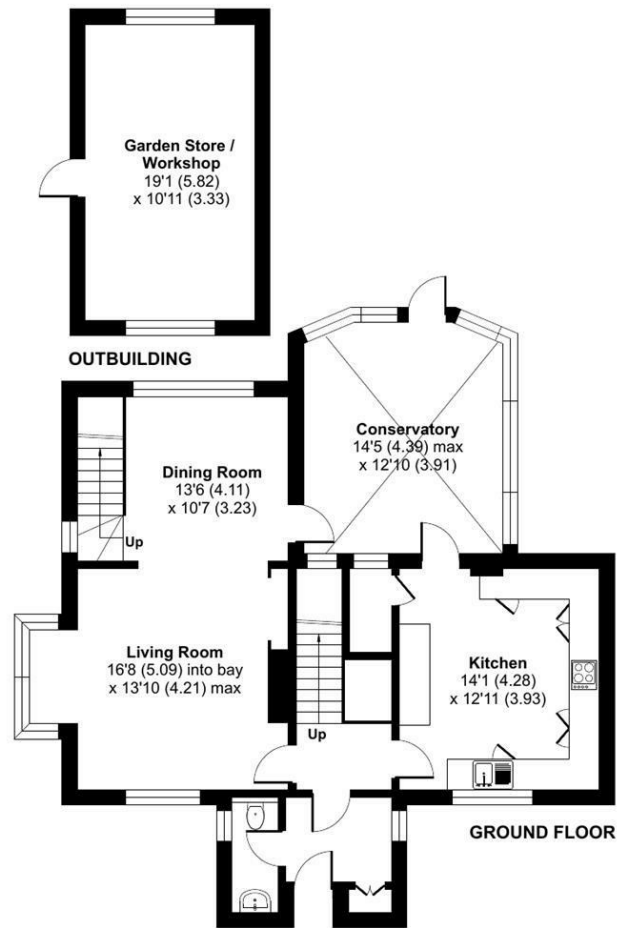 Garden Store /
Workshop
19'1 (5.82)
x 10'11 (3.33)
OUTBUILDING
Conservatory
14'5 (4.39) max
x 12'10 (3.91)
Dining Room
13'6 (4.11)
x 10'7 (3.23)
Up
Living Room
16'8 (5.09) into bay
x 13'10 (4.21) max
Up
Kitchen
14'1 (4.28)
x 12'11 (3.93)
GROUND FLOOR